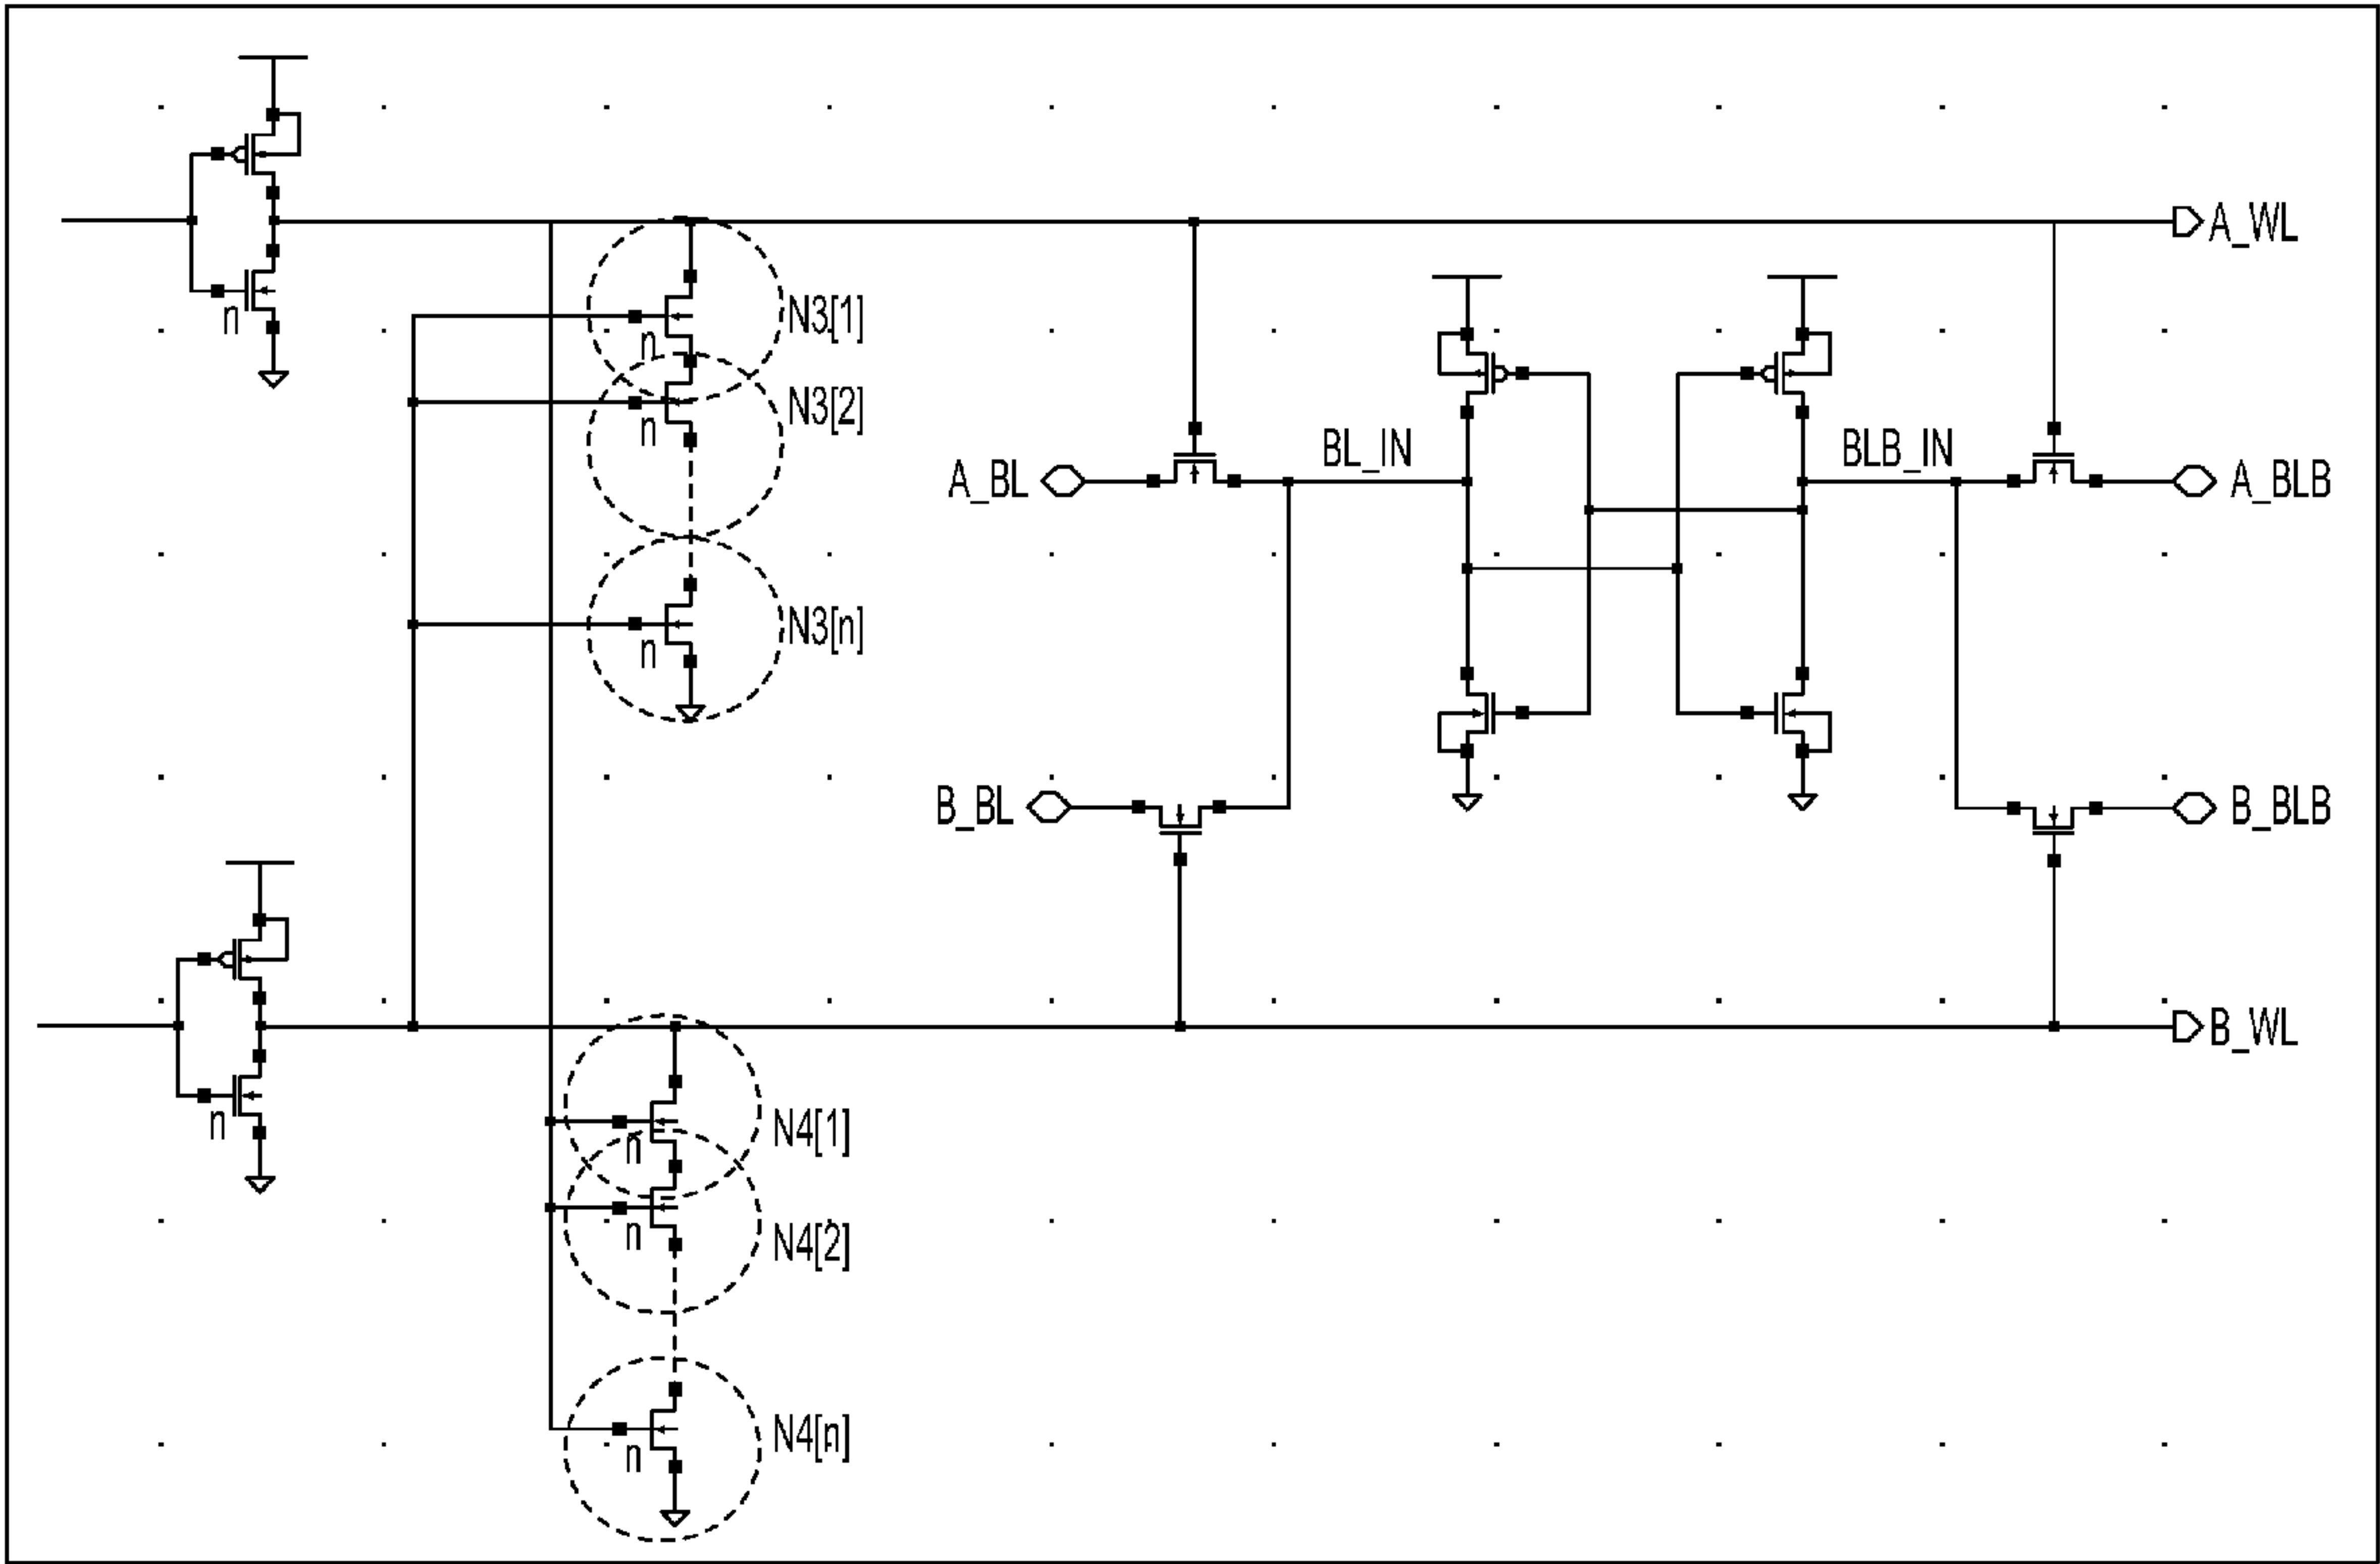 A_WL
n
N3[1]
n
N3[2]
n
BL_IN
BLB_IN
A_BL
A_BLB
N3[n]
n
B_BL
B_BLB
B_WL
n
N4[1]
n
N4[2]
n
N4[n]
n